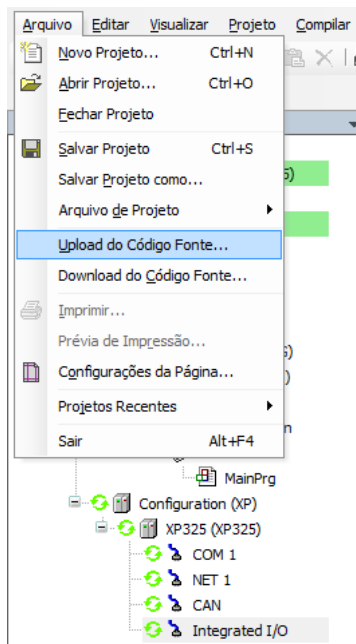 Arquivo Editar Visualizar Projeto Compilar
Novo Projeto... Ctrl+N
Abrir Projeto... Ctrl+O
Fechar Projeto
Salvar Projeto Ctrl+S
5)
Salvar Projeto como...
Arquivo de Projeto
Upload do Código Fonte...
Download do Código Fonte...
Imprimir...
Prévia de Impressão...
)
Configurações da Página...
)
Projetos Recentes
n
Sair Alt+F4
MainPrg
Configuration (XP)
XP325 (XP325)
COM 1
NET 1
CAN
Integrated I/O